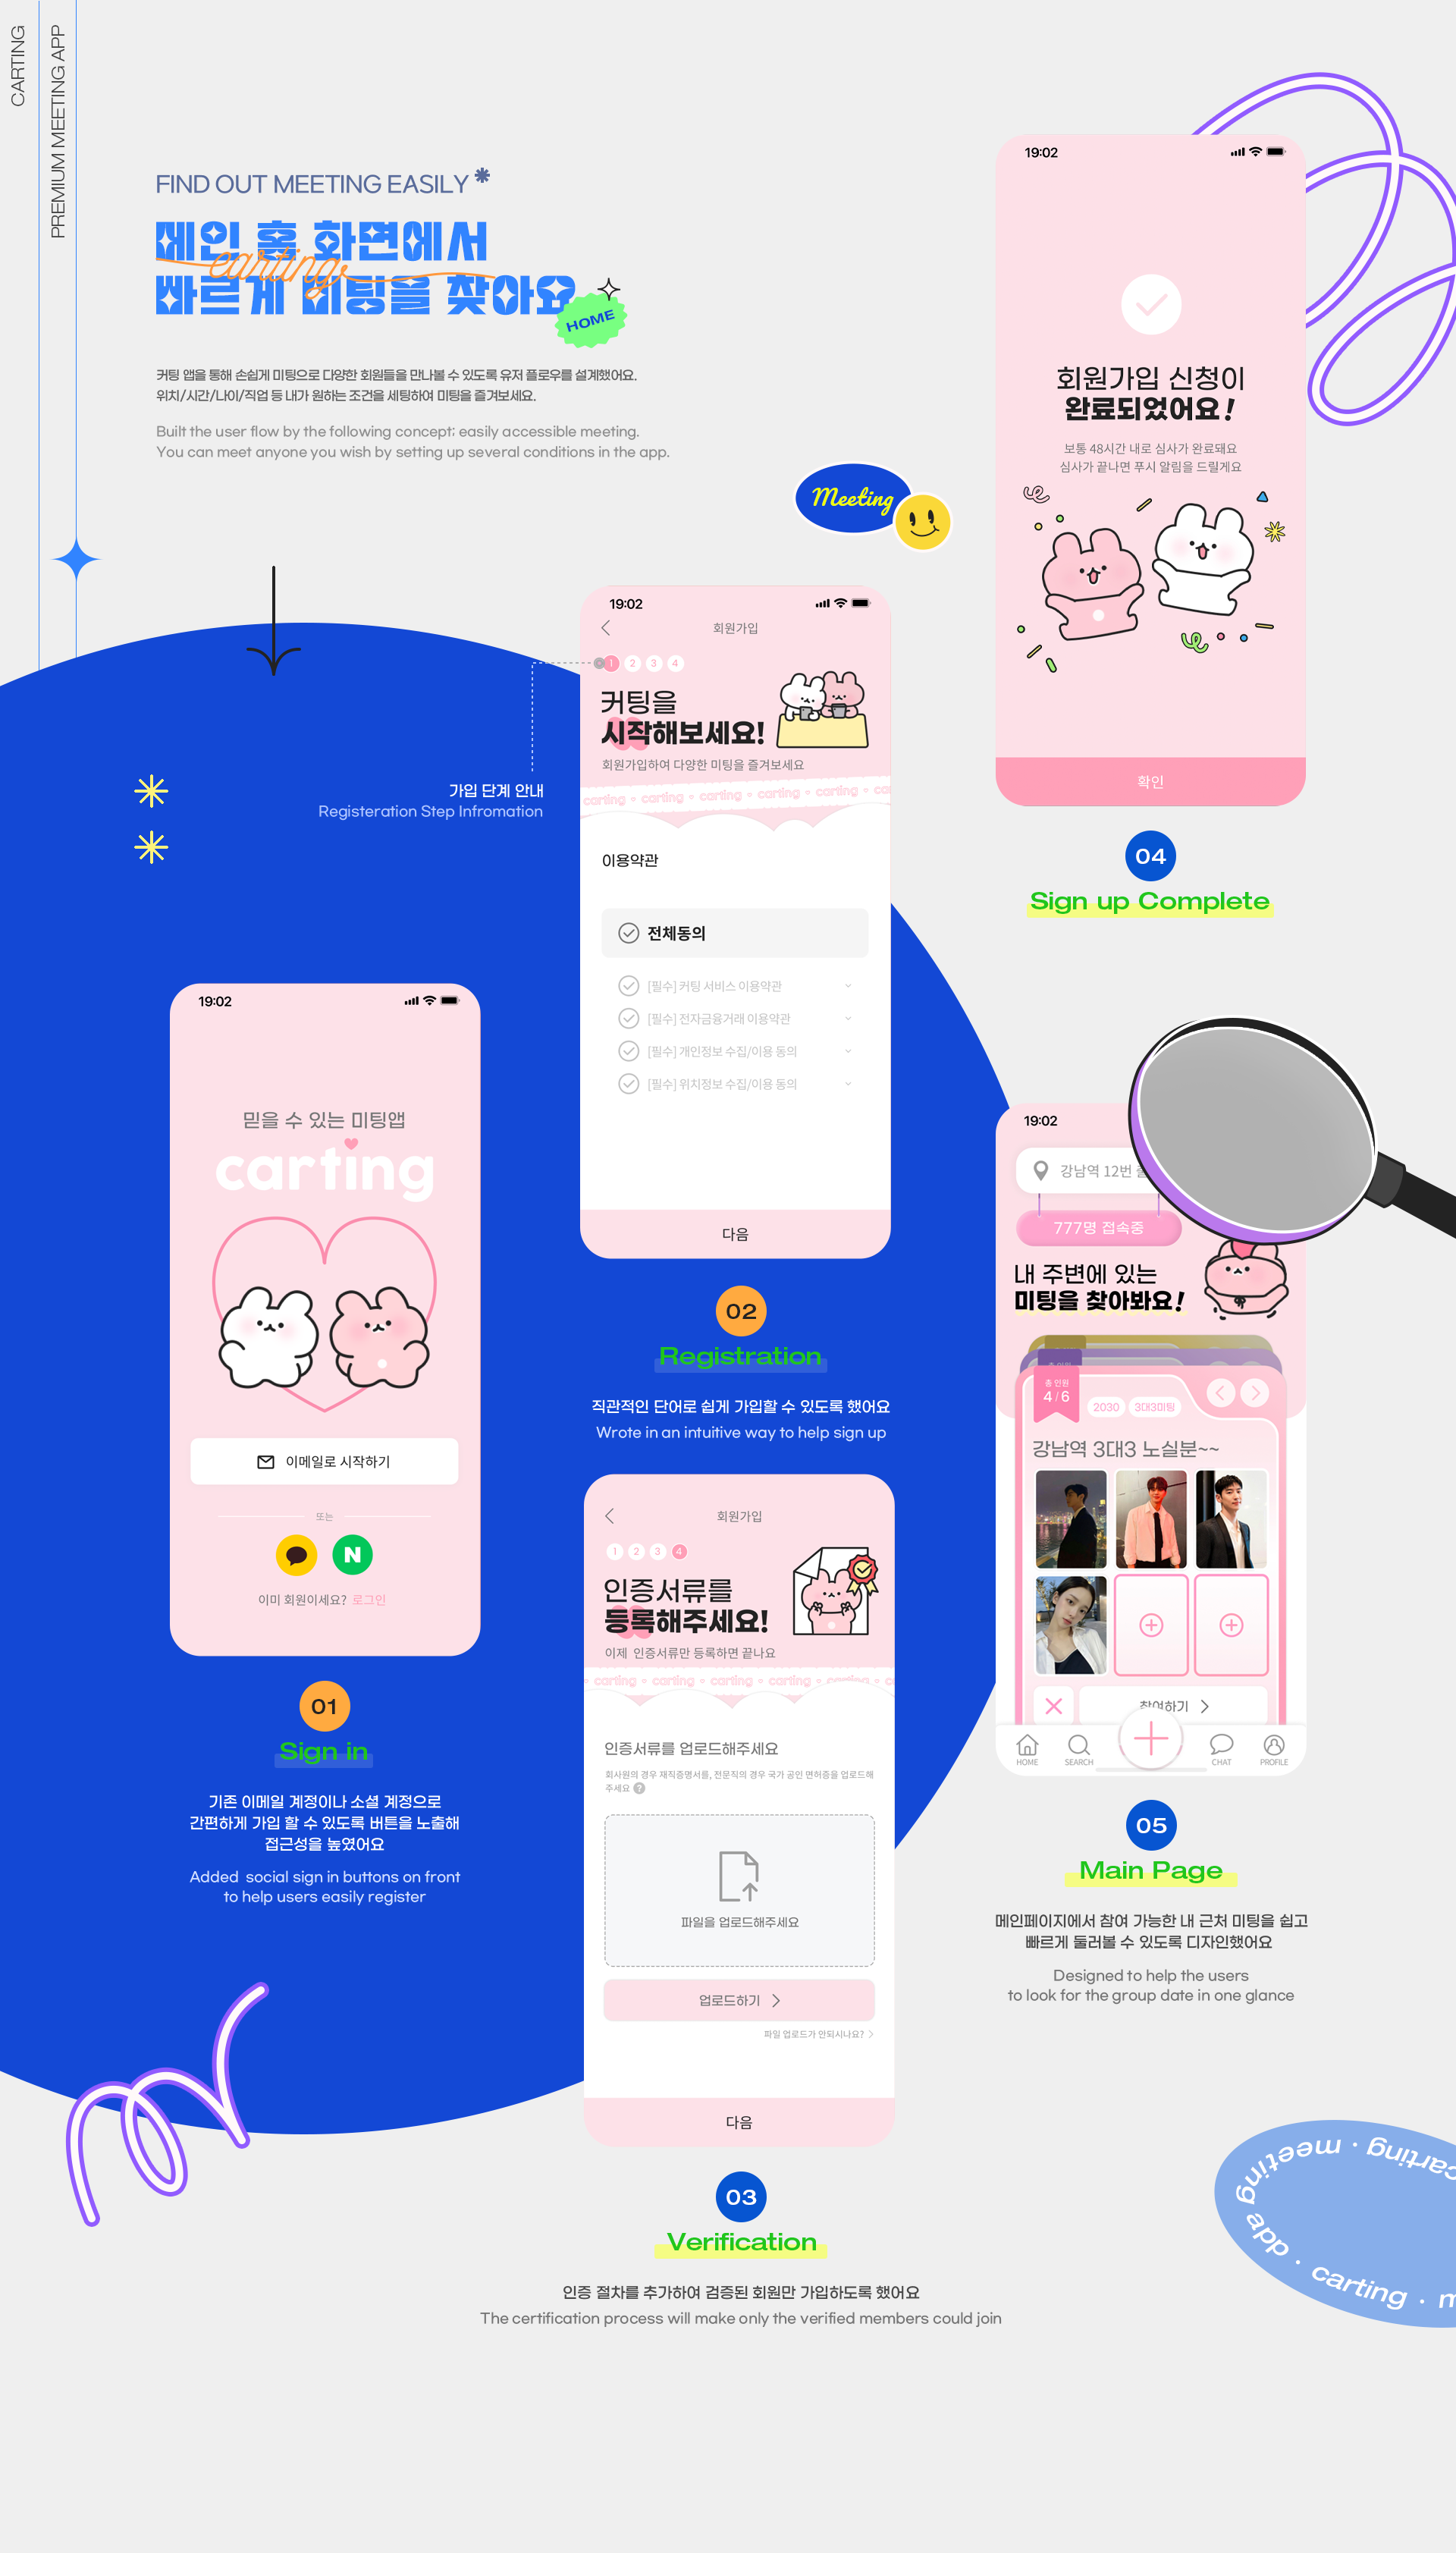 CARTING
PREMIUM MEETING APP
FIND OUT MEETING EASILY*
메인 홈 화면에서
carting
빠르게 미팅을 찾아요
HOME
커팅 앱을 통해 손쉽게 미팅으로 다양한 회원들을 만나볼 수 있도록 유저 플로우를 설계했어요.
위치/시간/나이/직업 등 내가 원하는 조건을 세팅하여 미팅을 즐겨보세요.
Built the user flow by the following concept; easily accessible meeting.
You can meet anyone you wish by setting up several conditions in the app.
Meeting
19:02
회원가입 신청이
완료되었어요!
보통 48시간 내로 심사가 완료돼요
심사가 끝나면 푸시 알림을 드릴게요
확인
04
Sign up Complete
19:02
회원가입
1 2 3 4
커팅을
시작해보세요!
회원가입하여 다양한 미팅을 즐겨보세요
carting carting carting carting carting ca
가입 단계 안내
Registeration Step Infromation
이용약관
전체동의
[필수] 커팅 서비스 이용약관
[필수] 전자금융거래 이용약관
[필수] 개인정보 수집/이용 동의
[필수] 위치정보 수집/이용 동의
다음
02
Registration
직관적인 단어로 쉽게 가입할 수 있도록 했어요
Wrote in an intuitive way to help sign up
19:02
믿을 수 있는 미팅앱
carting
이메일로 시작하기
또는
N
이미 회원이세요? 로그인
01
Sign in
기존 이메일 계정이나 소셜 계정으로
간편하게 가입 할 수 있도록 버튼을 노출해
접근성을 높였어요
Added social sign in buttons on front
to help users easily register
회원가입
1 2 3 4
인증서류를
등록해주세요!
이제 인증서류만 등록하면 끝나요
carting carting carting carting carting c
인증서류를 업로드해주세요
회사원의 경우 재직증명서를, 전문직의 경우 국가 공인 면허증을 업로드해
주세요 ?
파일을 업로드해주세요
업로드하기
파일 업로드가 안되시나요?
다음
03
Verification
인증 절차를 추가하여 검증된 회원만 가입하도록 했어요
The certification process will make only the verified members could join
19:02
강남역 12번
777명 접속중
내 주변에 있는
미팅을 찾아봐요!
총 인원
4 / 6
2030
3대3미팅
강남역 3대3 노실분~~
참여하기
HOME
SEARCH
CHAT
PROFILE
05
Main Page
메인페이지에서 참여 가능한 내 근처 미팅을 쉽고
빠르게 둘러볼 수 있도록 디자인했어요
Designed to help the users
to look for the group date in one glance
carting · meeting app · carting · m